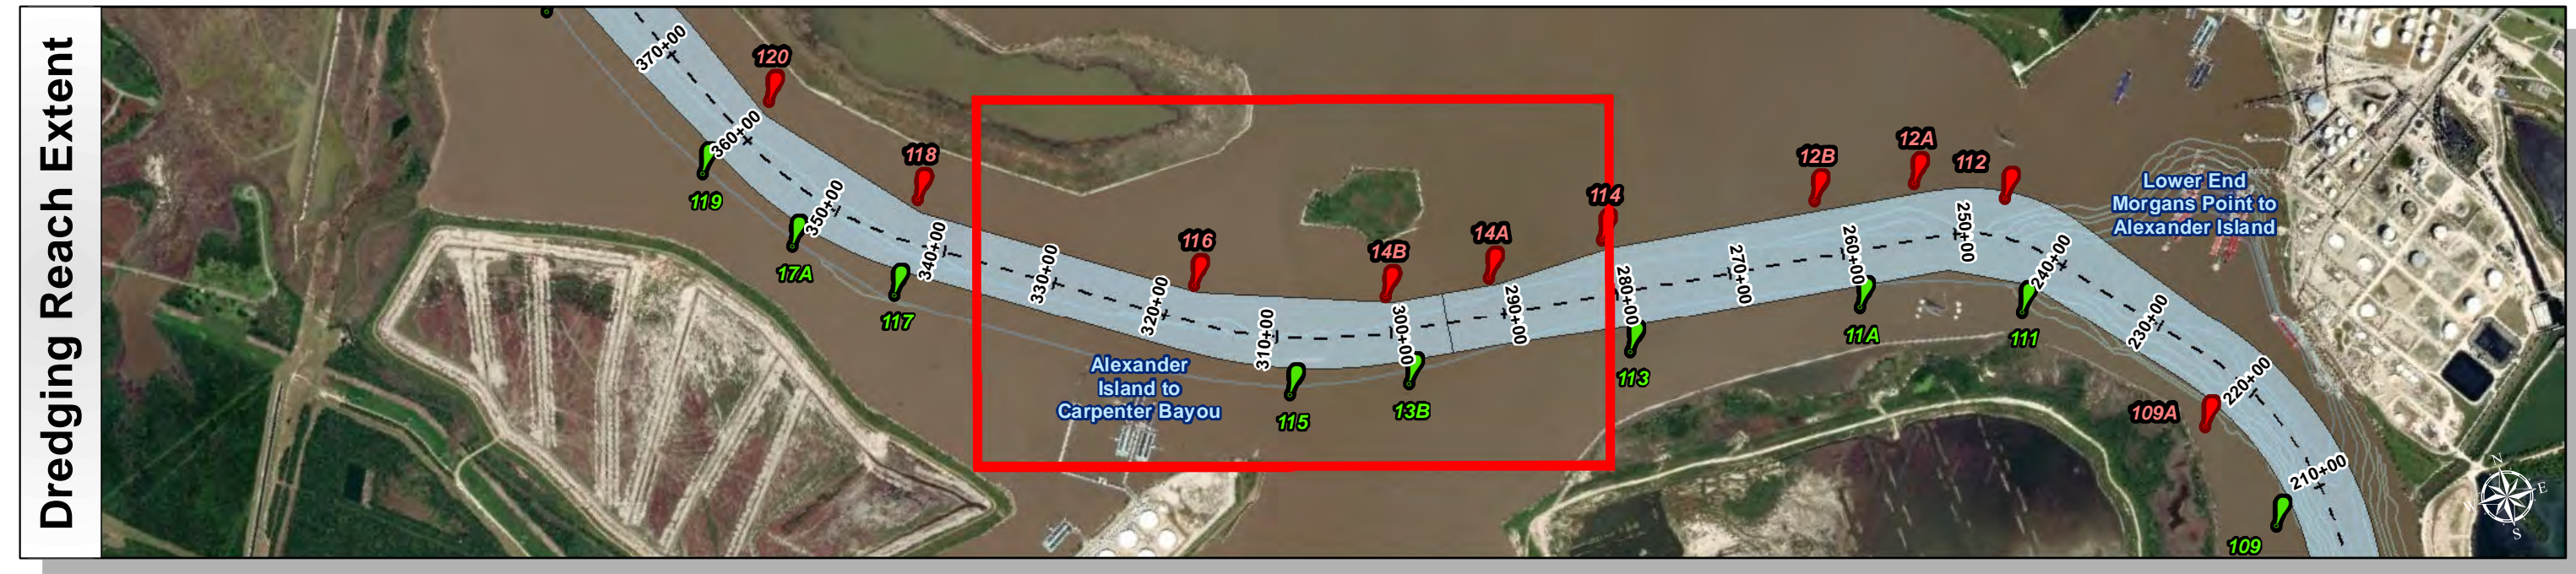 Dredging Reach Extent
370+00
120
360+00
119
118
350+00
17A
340+00
117
330+00
116
320+00
310+00
115
Alexander
Island to
Carpenter Bayou
14B
300+00
13B
14A
290+00
114
280+00
113
270+00
12B
260+00
11A
12A
112
250+00
240+00
111
Lower End
Morgans Point to
Alexander Island
230+00
220+00
109A
210+00
109
N
E
S
W